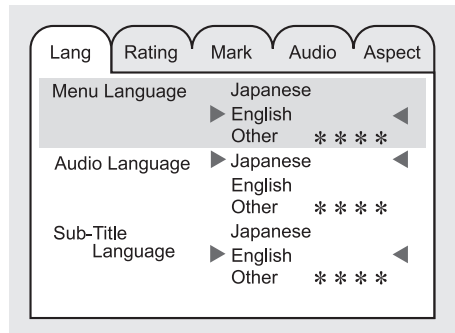 Lang Rating Mark Audio Aspect
Menu Language Japanese
English
Other ∗ ∗ ∗ ∗
Audio Language Japanese
English
Other ∗ ∗ ∗ ∗
Sub-Title Japanese
Language English
Other ∗ ∗ ∗ ∗